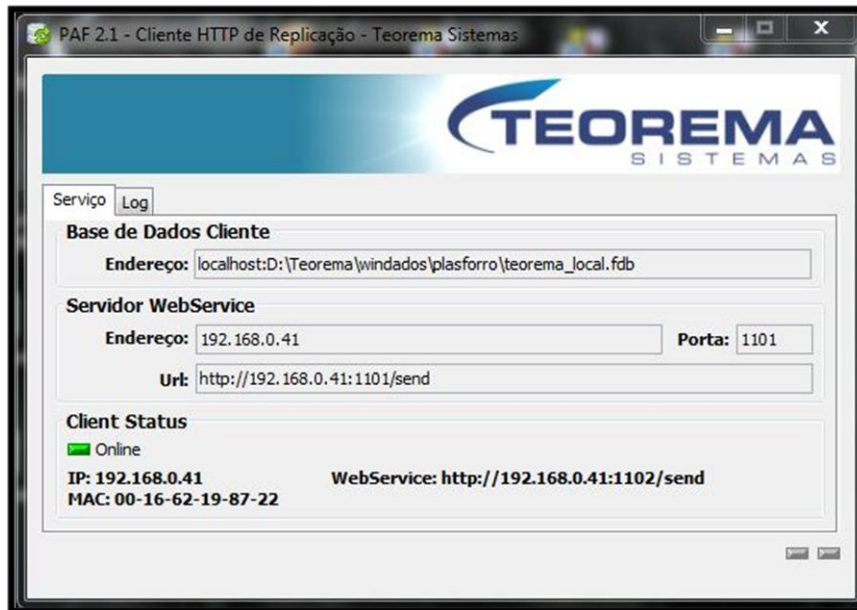 PAF 2.1 - Cliente HTTP de Replicação - Teorema Sistemas
TEOREMA
SISTEMAS
Serviço Log
Base de Dados Cliente
Endereço: localhost:D:\Teorema\windados\plasforro\teorema_local.fdb
Servidor WebService
Endereço: 192.168.0.41 Porta: 1101
Url: http://192.168.0.41:1101/send
Client Status
Online
IP: 192.168.0.41 WebService: http://192.168.0.41:1102/send
MAC: 00-16-62-19-87-22